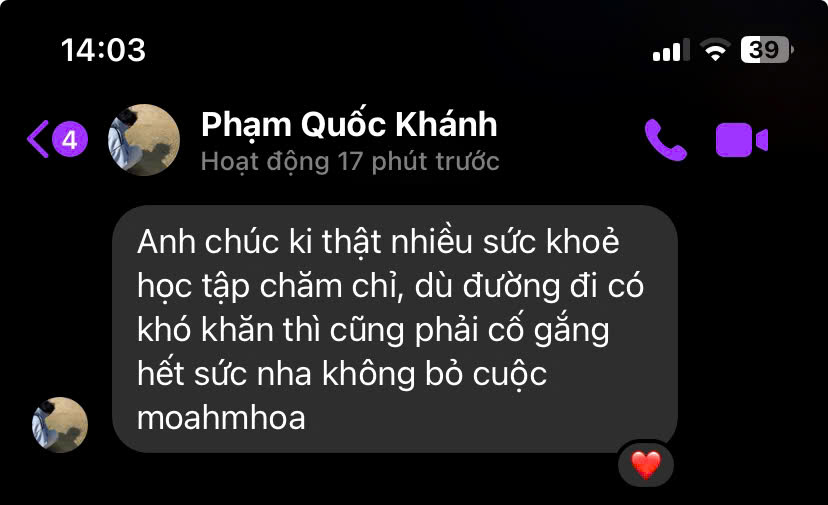 14:03
39
4
Phạm Quốc Khánh
Hoạt động 17 phút trước
Anh chúc ki thật nhiều sức khoẻ
học tập chăm chỉ, dù đường đi có
khó khăn thì cũng phải cố gắng
hết sức nha không bỏ cuộc
moahmhoa